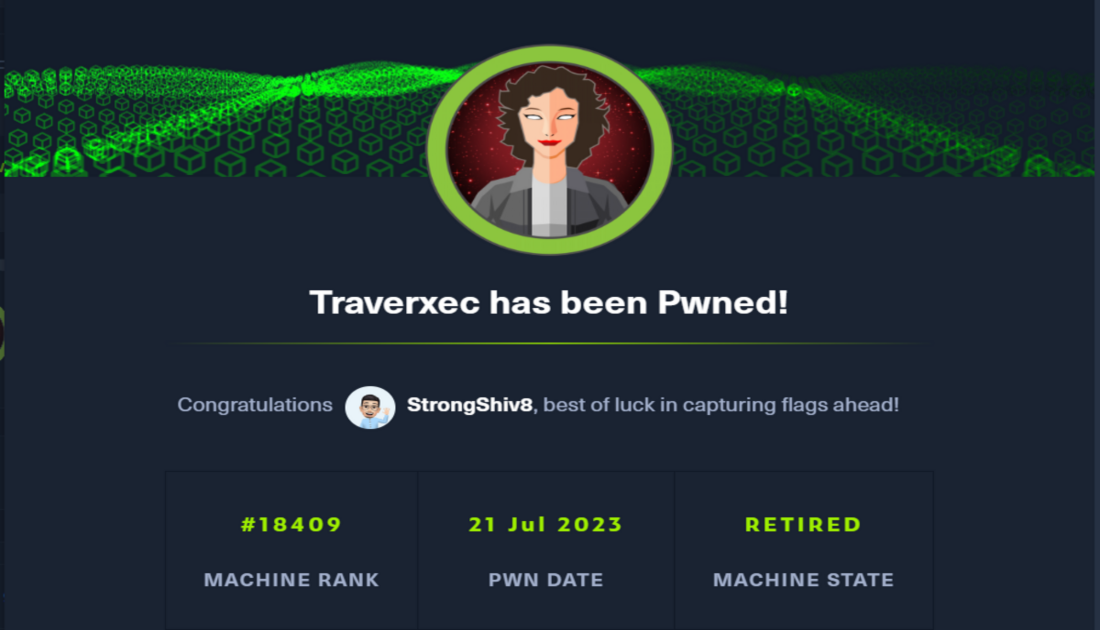 Traverxec has been Pwned!
Congratulations StrongShiv8, best of luck in capturing flags ahead!
#18409 21 Jul 2023 RETIRED
MACHINE RANK PWN DATE MACHINE STATE